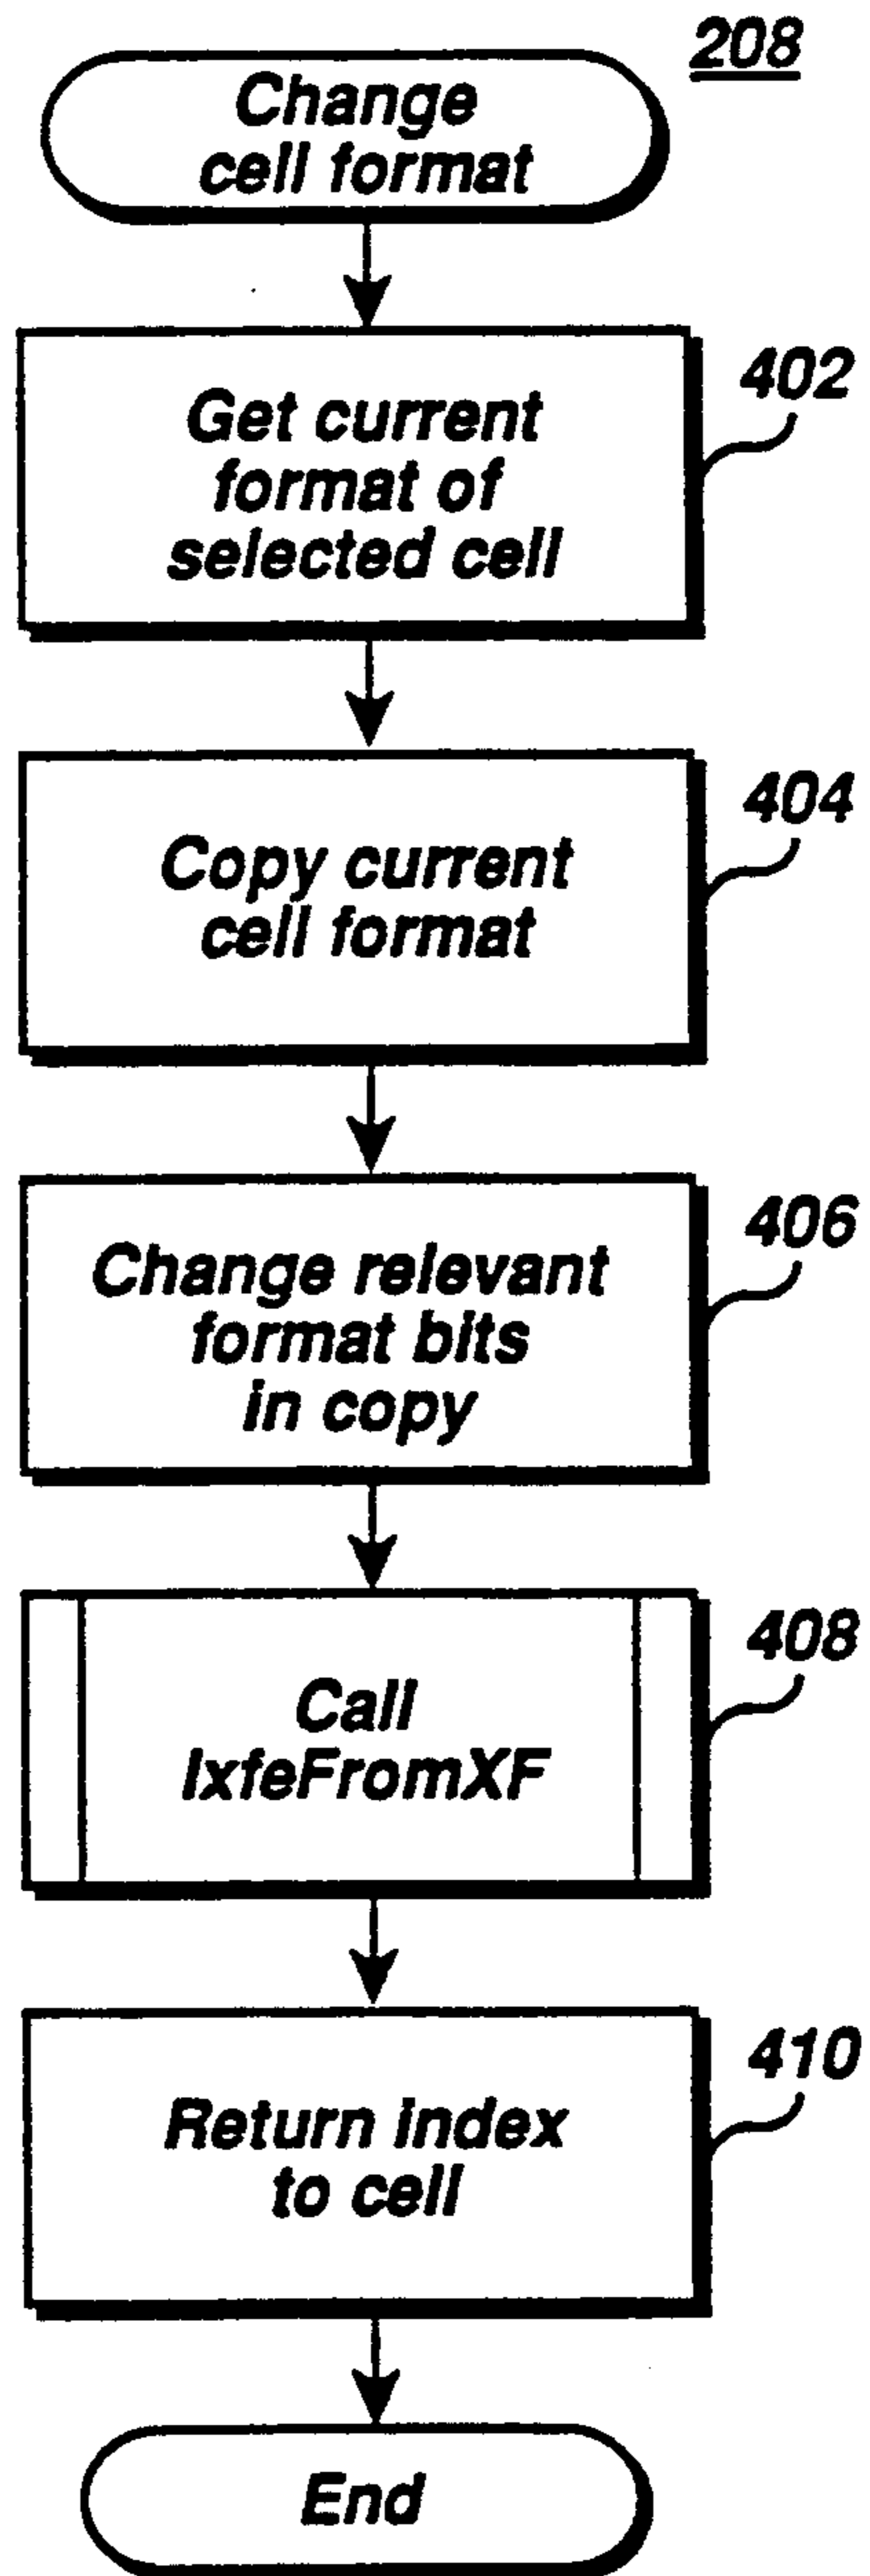 208
Change
cell format
402
Get current
format of
selected cell
404
Copy current
cell format
406
Change relevant
format bits
in copy
408
Call
IxfeFromXF
410
Return index
to cell
End